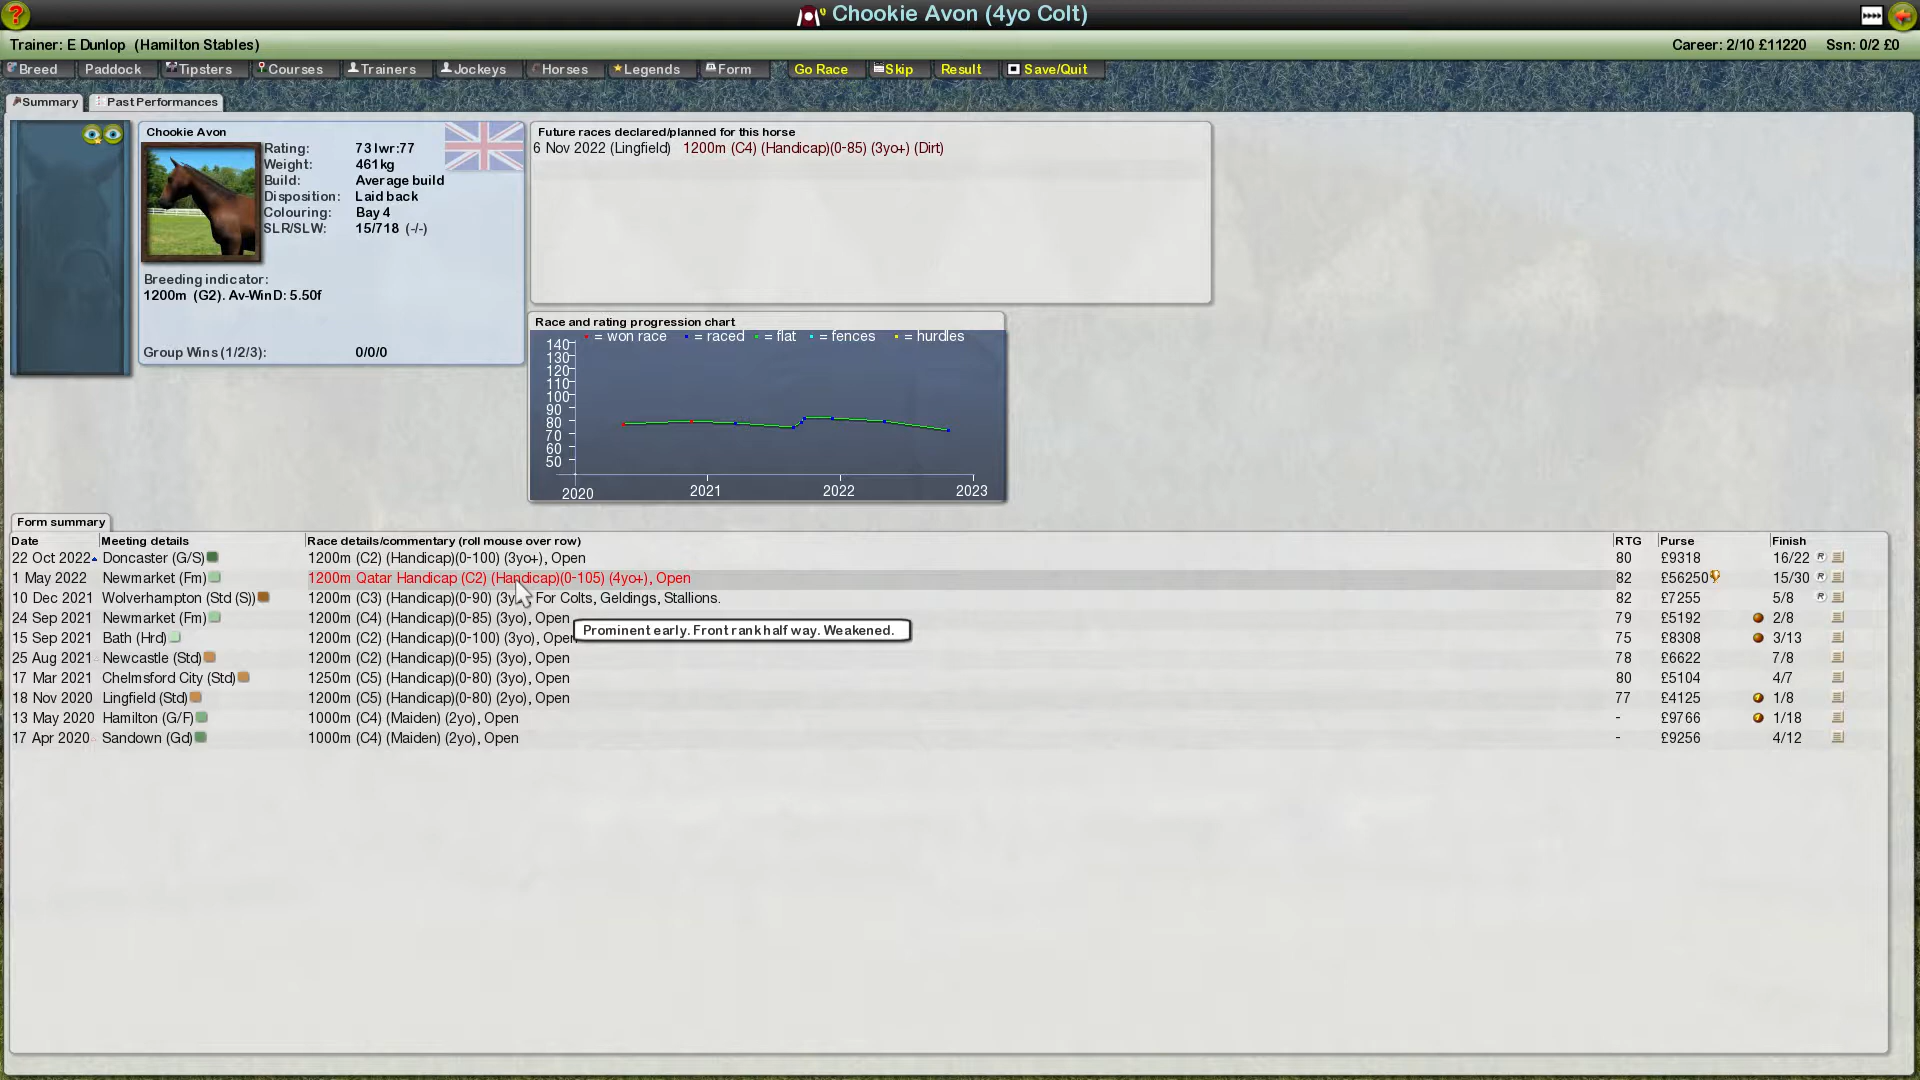 Chookie Avon (4yo Colt)
Trainer: E Dunlop (Hamilton Stables) Career: 2/10 £11220 Ssn: 0/2 £0
Breed Paddock Tipsters Courses Trainers Jockeys Horses Legends Form Go Race Skip Result Save/Quit
Summary Past Performances
Chookie Avon
Rating: 73 lwr:77
Weight: 461kg
Build: Average build
Disposition: Laid back
Colouring: Bay 4
SLR/SLW: 15/718 (-/-)
Breeding indicator:
1200m (G2). Av-WinD: 5.50f
Group Wins (1/2/3): 0/0/0
Future races declared/planned for this horse
6 Nov 2022 (Lingfield) 1200m (C4) (Handicap)(0-85) (3yo+) (Dirt)
Race and rating progression chart
= won race = raced = flat = fences = hurdles
140
130
120
110
100
90
80
70
60
50
2020 2021 2022 2023
Form summary
Date Meeting details Race details/commentary (roll mouse over row) RTG Purse Finish
22 Oct 2022 Doncaster (G/S) 1200m (C2) (Handicap)(0-100) (3yo+), Open 80 £9318 16/22 R
1 May 2022 Newmarket (Fm) 1200m Qatar Handicap (C2) (Handicap)(0-105) (4yo+), Open 82 £56250 15/30 R
10 Dec 2021 Wolverhampton (Std (S)) 1200m (C3) (Handicap)(0-90) (3yo), For Colts, Geldings, Stallions. 82 £7255 5/8 R
24 Sep 2021 Newmarket (Fm) 1200m (C4) (Handicap)(0-85) (3yo), Open 79 £5192 2/8
Prominent early. Front rank half way. Weakened.
15 Sep 2021 Bath (Hrd) 1200m (C2) (Handicap)(0-100) (3yo), Open 75 £8308 3/13
25 Aug 2021 Newcastle (Std) 1200m (C2) (Handicap)(0-95) (3yo), Open 78 £6622 7/8
17 Mar 2021 Chelmsford City (Std) 1250m (C5) (Handicap)(0-80) (3yo), Open 80 £5104 4/7
18 Nov 2020 Lingfield (Std) 1200m (C5) (Handicap)(0-80) (2yo), Open 77 £4125 1/8
13 May 2020 Hamilton (G/F) 1000m (C4) (Maiden) (2yo), Open - £9766 1/18
17 Apr 2020 Sandown (Gd) 1000m (C4) (Maiden) (2yo), Open - £9256 4/12